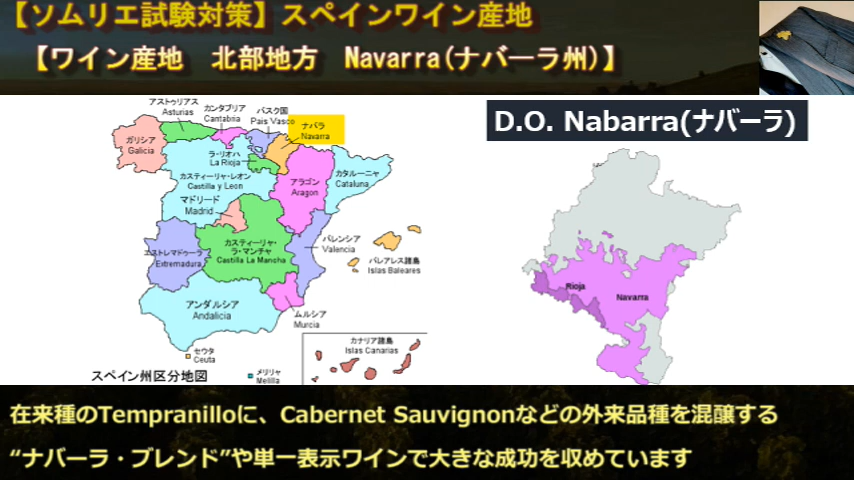 【ソムリエ試験対策】スペインワイン産地
【ワイン産地　北部地方　Navarra(ナバーラ州)】
アストゥリアス
Asturias
カンタブリア
Cantabria
バスク国
Pais Vasco
ナバラ
Navarra
ガリシア
Galicia
ラ・リオハ
La Rioja
カスティーリャ・レオン
Castilla y Leon
アラゴン
Aragon
カタルーニャ
Cataluna
マドリード
Madrid
エストレマドゥーラ
Extremadura
カスティーリャ・
ラ・マンチャ
Castilla La Mancha
バレンシア
Valencia
バレアレス諸島
Islas Baleares
アンダルシア
Andalicia
ムルシア
Murcia
セウタ
Ceuta
メリリャ
Melilla
カナリア諸島
Islas Canarias
スペイン州区分地図
D.O. Nabarra(ナバーラ)
Rioja
Navarra
在来種のTempranilloに、Cabernet Sauvignonなどの外来品種を混醸する
“ナバーラ・ブレンド”や単一表示ワインで大きな成功を収めています